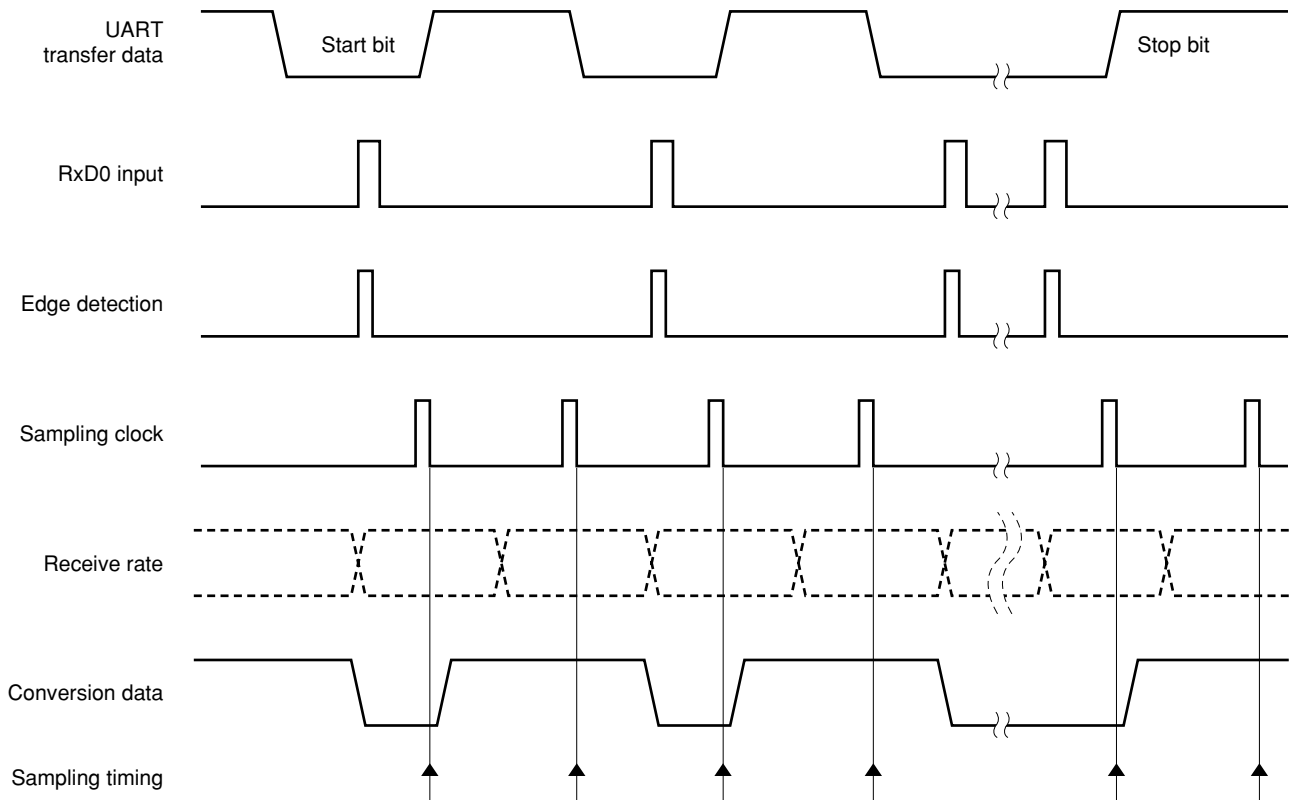 UART
transfer data
Start bit
Stop bit
RxD0 input
Edge detection
Sampling clock
Receive rate
Conversion data
Sampling timing